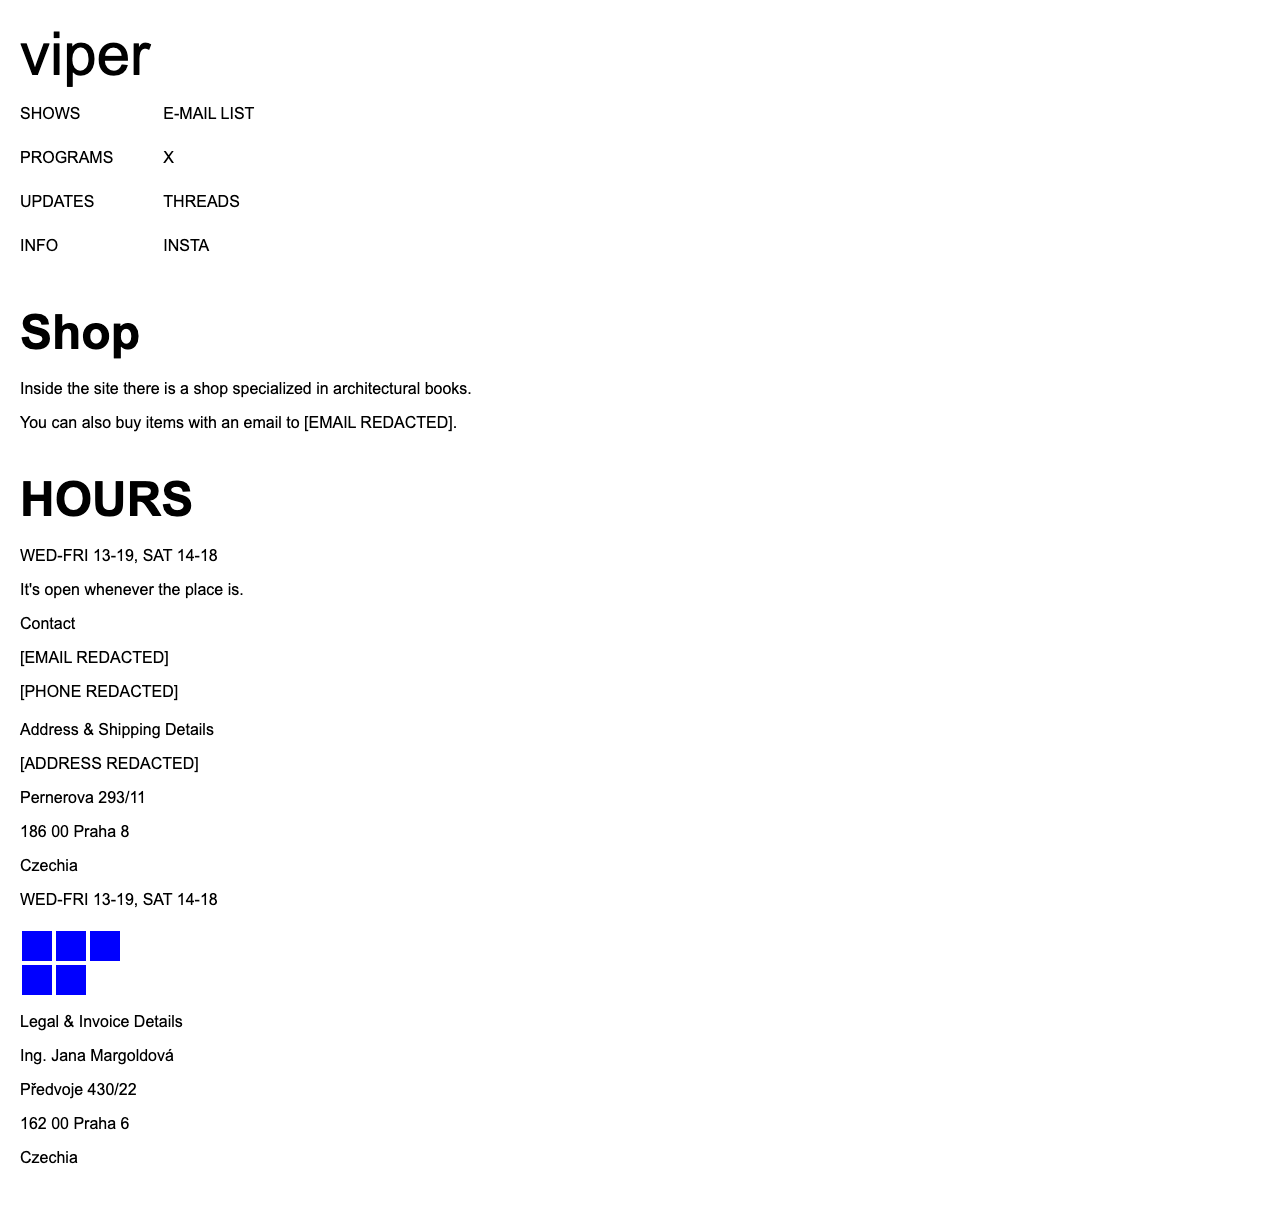 viper
SHOWS
PROGRAMS
UPDATES
INFO
E-MAIL LIST
X
THREADS
INSTA
Shop
Inside the site there is a shop specialized in architectural books.
You can also buy items with an email to [EMAIL REDACTED].
HOURS
WED-FRI 13-19, SAT 14-18
It's open whenever the place is.
Contact
[EMAIL REDACTED]
[PHONE REDACTED]
Address & Shipping Details
[ADDRESS REDACTED]
Pernerova 293/11
186 00 Praha 8
Czechia
WED-FRI 13-19, SAT 14-18
Legal & Invoice Details
Ing. Jana Margoldová
Předvoje 430/22
162 00 Praha 6
Czechia